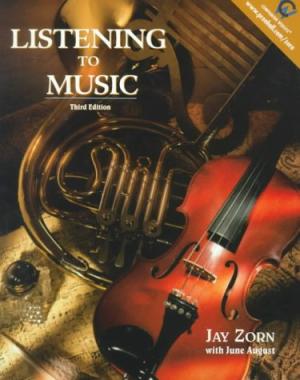 LISTENING
TO
MUSIC
Third Edition
JAY ZORN
with June August